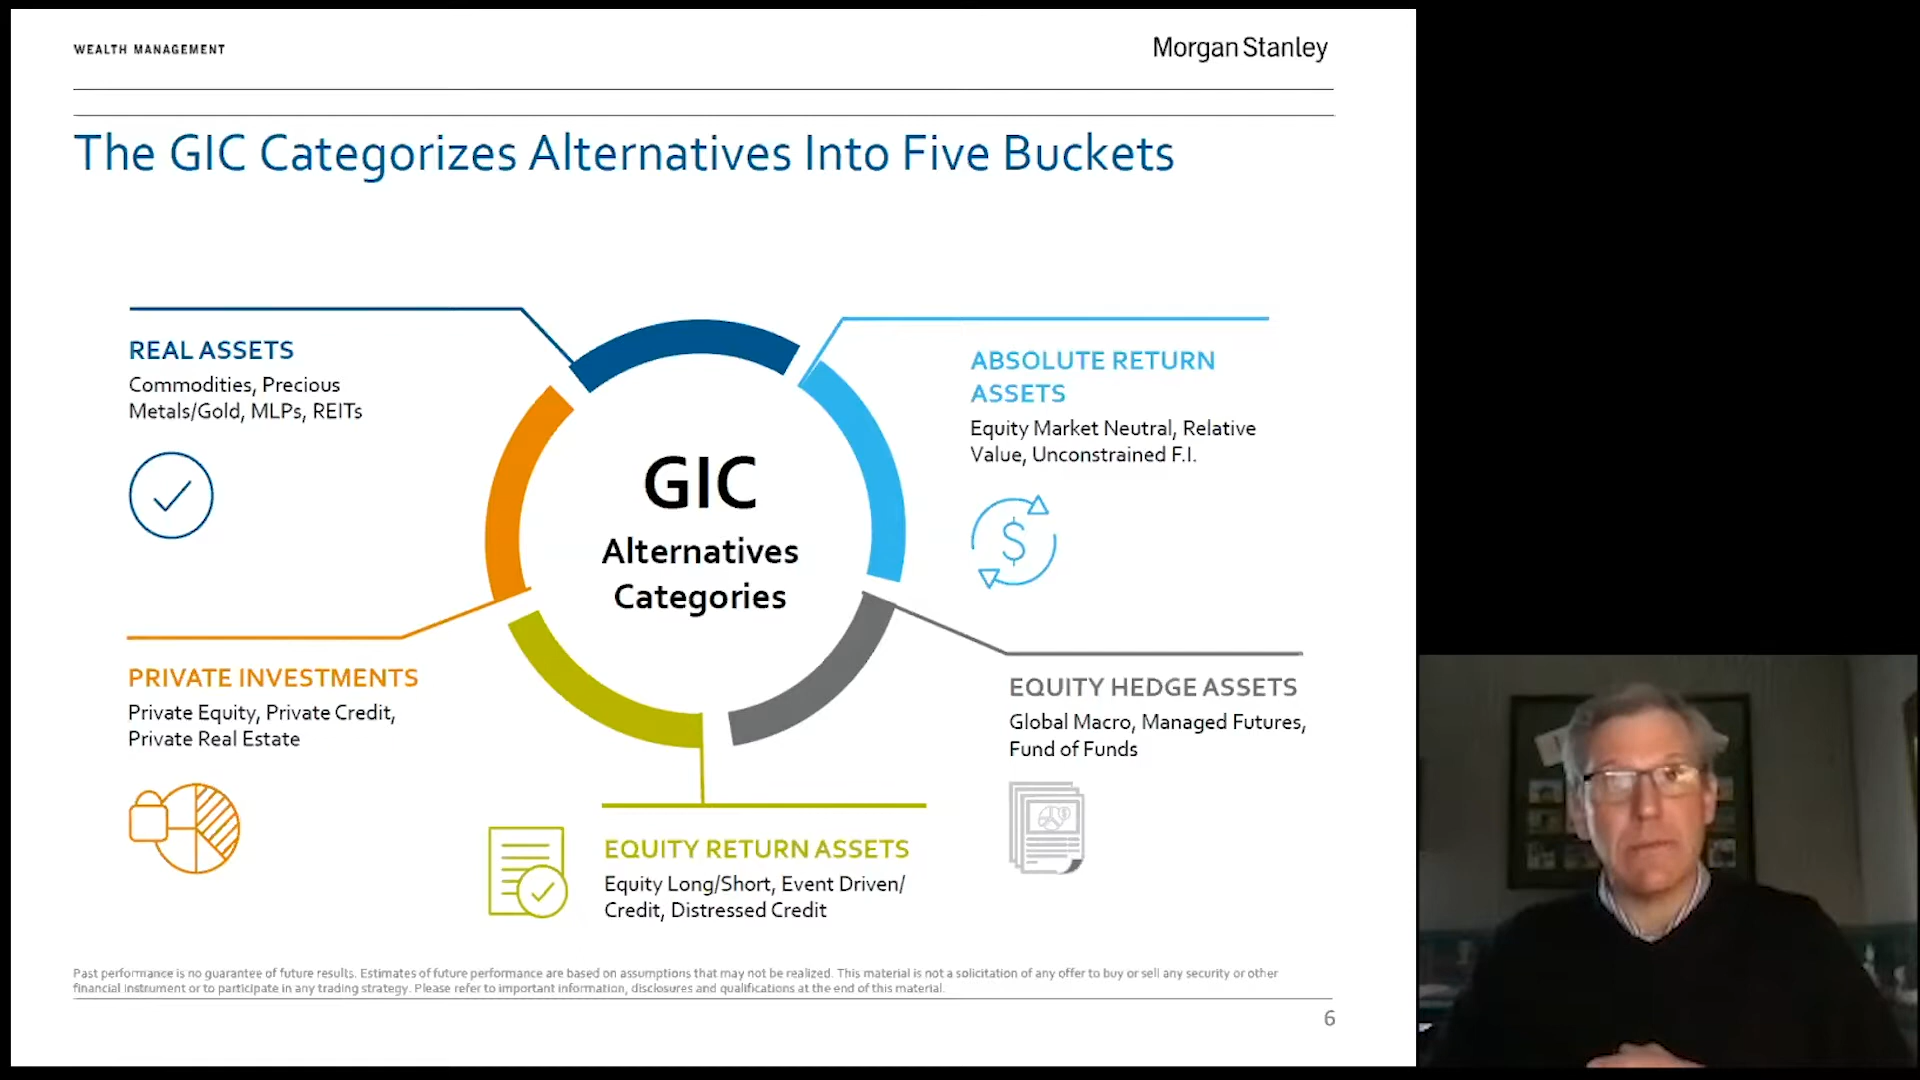 WEALTH MANAGEMENT
Morgan Stanley
The GIC Categorizes Alternatives Into Five Buckets
REAL ASSETS
Commodities, Precious
Metals/Gold, MLPs, REITs
ABSOLUTE RETURN
ASSETS
Equity Market Neutral, Relative
Value, Unconstrained F.I.
$
GIC
Alternatives
Categories
PRIVATE INVESTMENTS
Private Equity, Private Credit,
Private Real Estate
EQUITY HEDGE ASSETS
Global Macro, Managed Futures,
Fund of Funds
EQUITY RETURN ASSETS
Equity Long/Short, Event Driven/
Credit, Distressed Credit
Past performance is no guarantee of future results. Estimates of future performance are based on assumptions that may not be realized. This material is not a solicitation of any offer to buy or sell any security or other
financial instrument or to participate in any trading strategy. Please refer to important information, disclosures and qualifications at the end of this material.
6